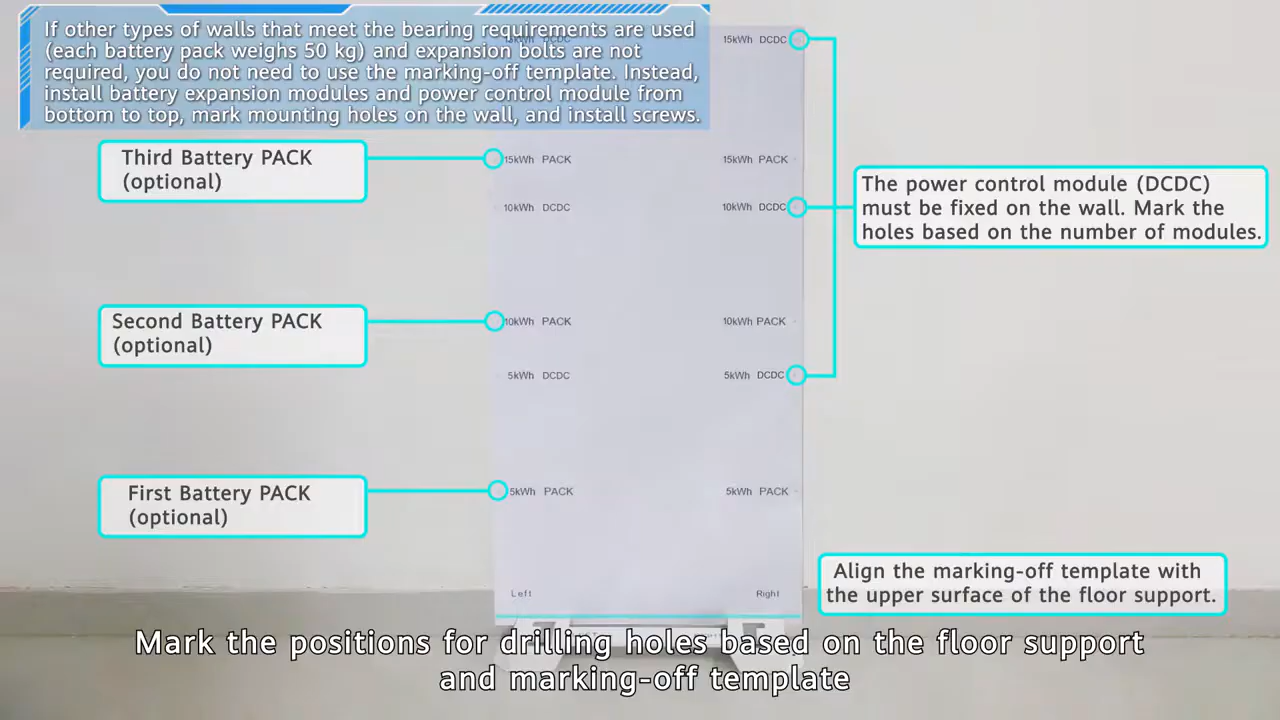 If other types of walls that meet the bearing requirements are used
(each battery pack weighs 50 kg) and expansion bolts are not
required, you do not need to use the marking-off template. Instead,
install battery expansion modules and power control module from
bottom to top, mark mounting holes on the wall, and install screws.
15kWh DCDC
Third Battery PACK
(optional)
15kWh PACK
15kWh PACK
10kWh DCDC
10kWh DCDC
The power control module (DCDC)
must be fixed on the wall. Mark the
holes based on the number of modules.
Second Battery PACK
(optional)
10kWh PACK
10kWh PACK
5kWh DCDC
5kWh DCDC
First Battery PACK
(optional)
5kWh PACK
5kWh PACK
Align the marking-off template with
the upper surface of the floor support.
Left
Right
Mark the positions for drilling holes based on the floor support
and marking-off template